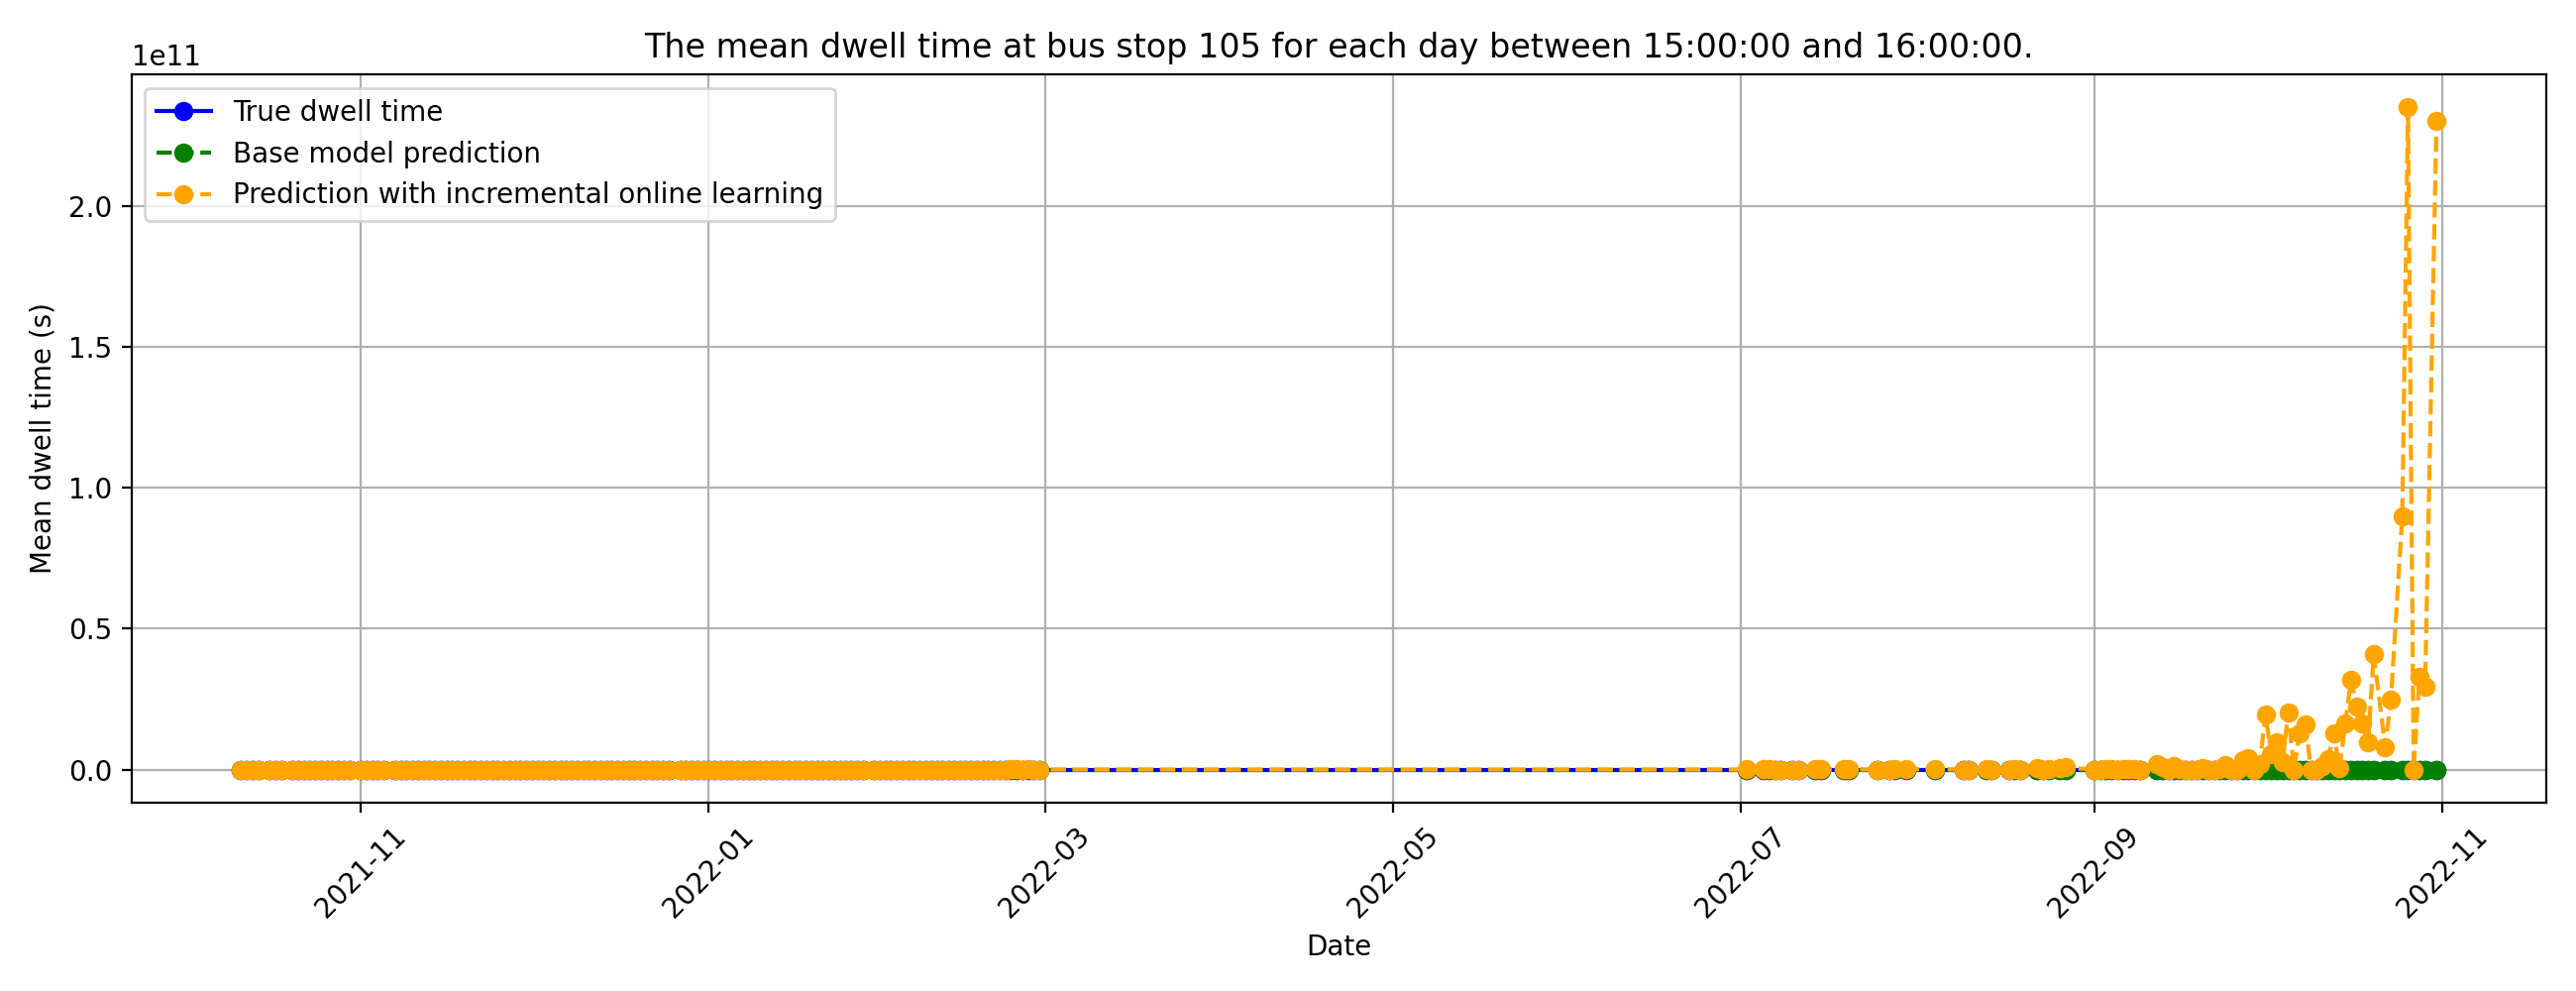 The mean dwell time at bus stop 105 for each day between 15:00:00 and 16:00:00.
1e11
True dwell time
Base model prediction
Prediction with incremental online learning
2.0
1.5
1.0
0.5
0.0
Mean dwell time (s)
2021-11
2022-01
2022-03
2022-05
2022-07
2022-09
2022-11
Date